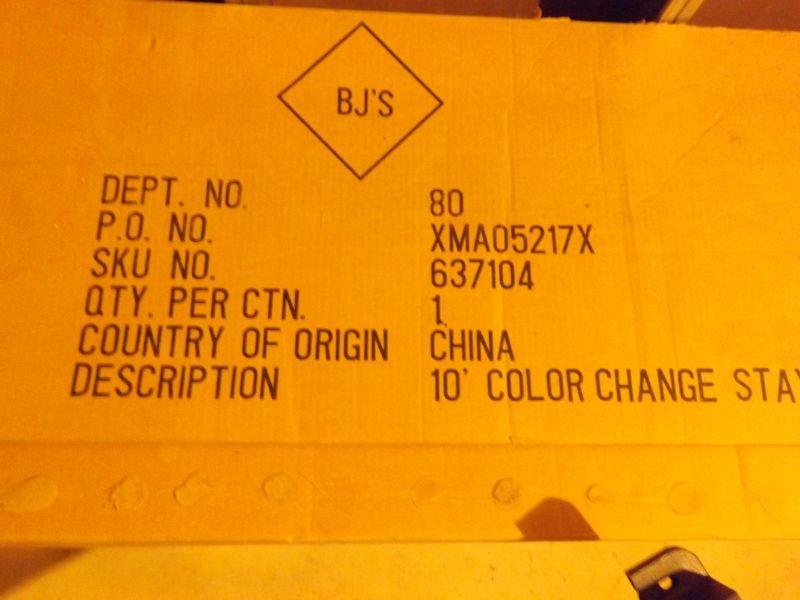 BJ'S
DEPT. NO. 80
P.O. NO. XMA05217X
SKU NO. 637104
QTY. PER CTN. 1
COUNTRY OF ORIGIN CHINA
DESCRIPTION 10' COLOR CHANGE